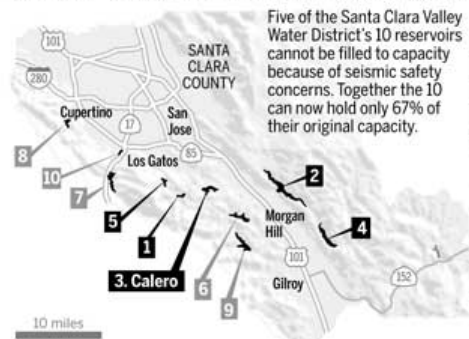 Five of the Santa Clara Valley
Water District's 10 reservoirs
cannot be filled to capacity
because of seismic safety
concerns. Together the 10
can now hold only 67% of
their original capacity.
101
SANTA
CLARA
COUNTY
280
Cupertino
17
San
Jose
8
10
Los Gatos
85
7
2
5
1
Morgan
Hill
4
3. Calero
6
101
9
Gilroy
152
10 miles